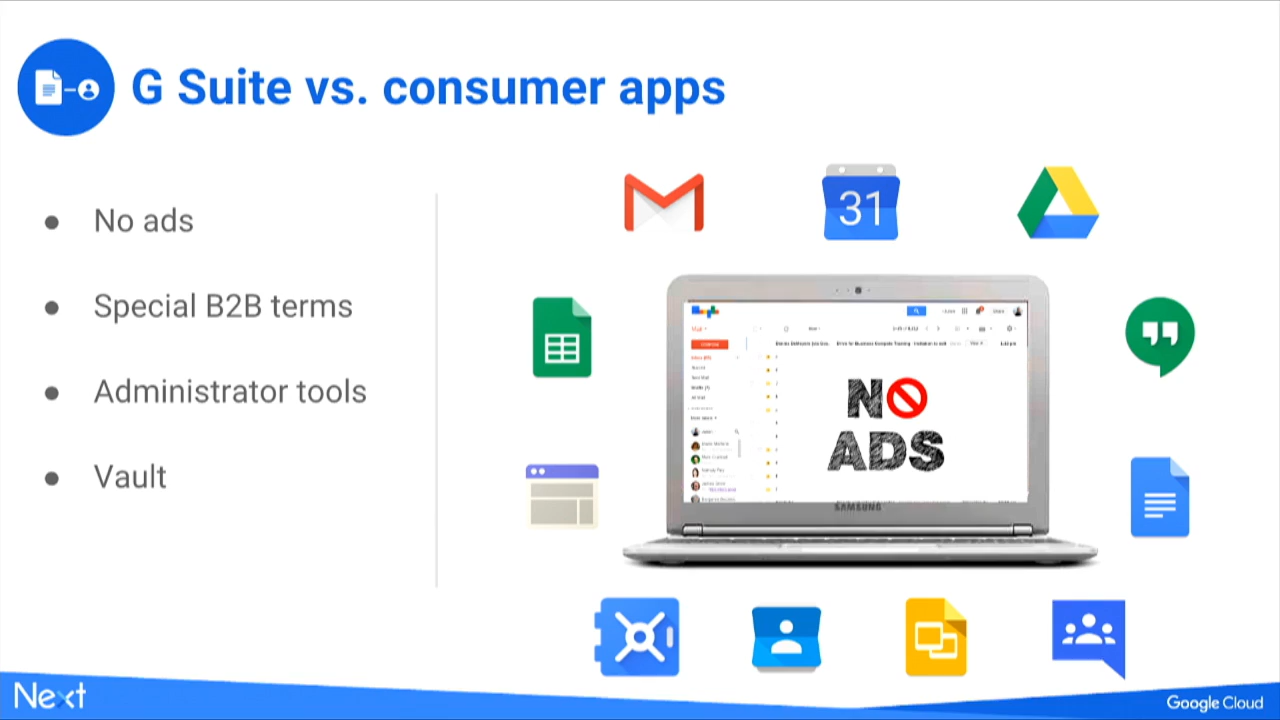 G Suite vs. consumer apps
No ads
Special B2B terms
Administrator tools
Vault
31
NO
ADS
SAMSUNG
Next
Google Cloud